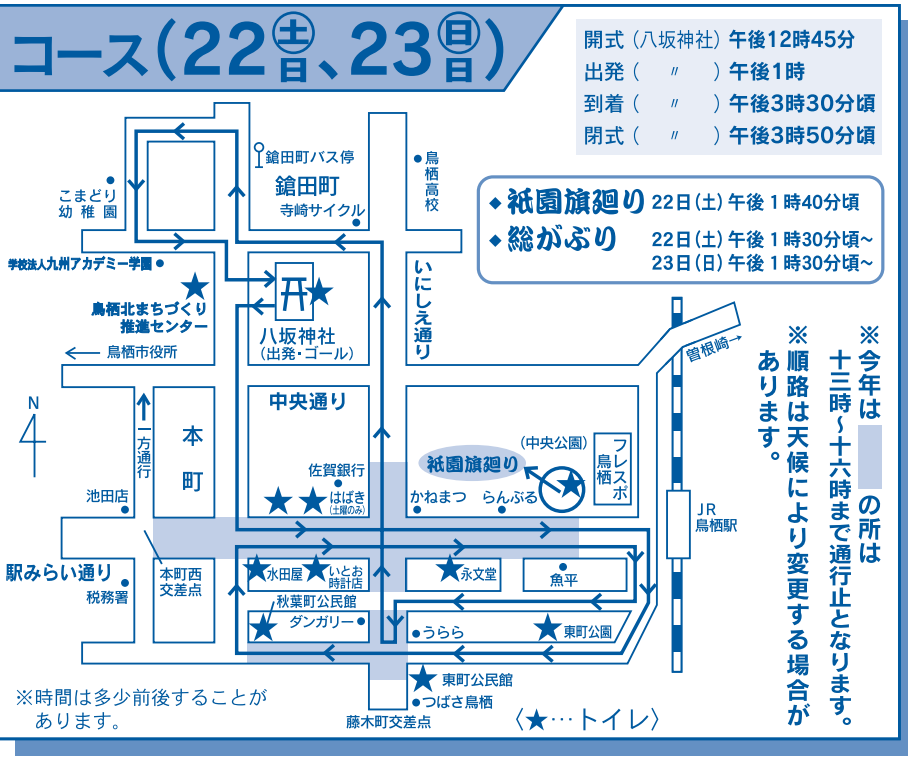 コース(22㊏日、23㊐日)
開式(八坂神社)午後12時45分
出発( 〃 )午後1時
到着( 〃 )午後3時30分頃
閉式( 〃 )午後3時50分頃
◆祇園旗廻り 22日(土)午後1時40分頃
◆総がぶり 22日(土)午後1時30分頃~
23日(日)午後1時30分頃~
鎗田町バス停
鎗田町
寺崎サイクル
鳥栖高校
こまどり
幼稚園
学校法人九州アカデミー学園
鳥栖北まちづくり
推進センター
鳥栖市役所
八坂神社
(出発・ゴール)
いにしえ通り
曽根崎→
※今年は
の所は
十三時~十六時まで通行止となります。
※順路は天候により変更する場合が
あります。
N
一方通行
本町
中央通り
(中央公園)
フレスポ
鳥栖
祇園旗廻り
佐賀銀行
はばき
(土曜のみ)
かねまつ
らんぶる
池田店
JR
鳥栖駅
駅みらい通り
税務署
本町西
交差点
水田屋
いとお
時計店
永文堂
魚平
秋葉町公民館
ダンガリー
うらら
東町公園
東町公民館
つばさ鳥栖
藤木町交差点
〈★…トイレ〉
※時間は多少前後することが
あります。